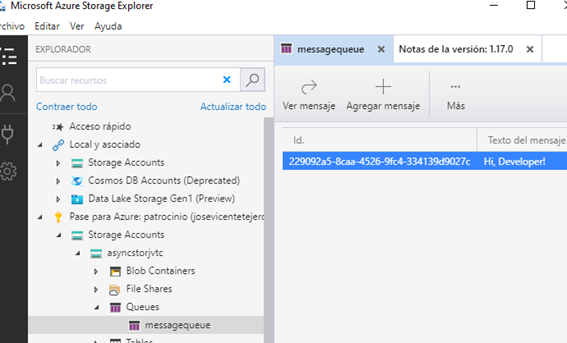 Microsoft Azure Storage Explorer
rchivo Editar Ver Ayuda
EXPLORADOR
Buscar recursos
Contraer todo Actualizar todo
Acceso rápido
Local y asociado
Storage Accounts
Cosmos DB Accounts (Deprecated)
Data Lake Storage Gen1 (Preview)
Pase para Azure: patrocinio (josevicentetejero
Storage Accounts
asyncstorjvtc
Blob Containers
File Shares
Queues
messagequeue
Tables
messagequeue
Notas de la versión: 1.17.0
Ver mensaje
Agregar mensaje
Más
Id. Texto del mensaje
229092a5-8caa-4526-9fc4-334139d9027c Hi, Developer!